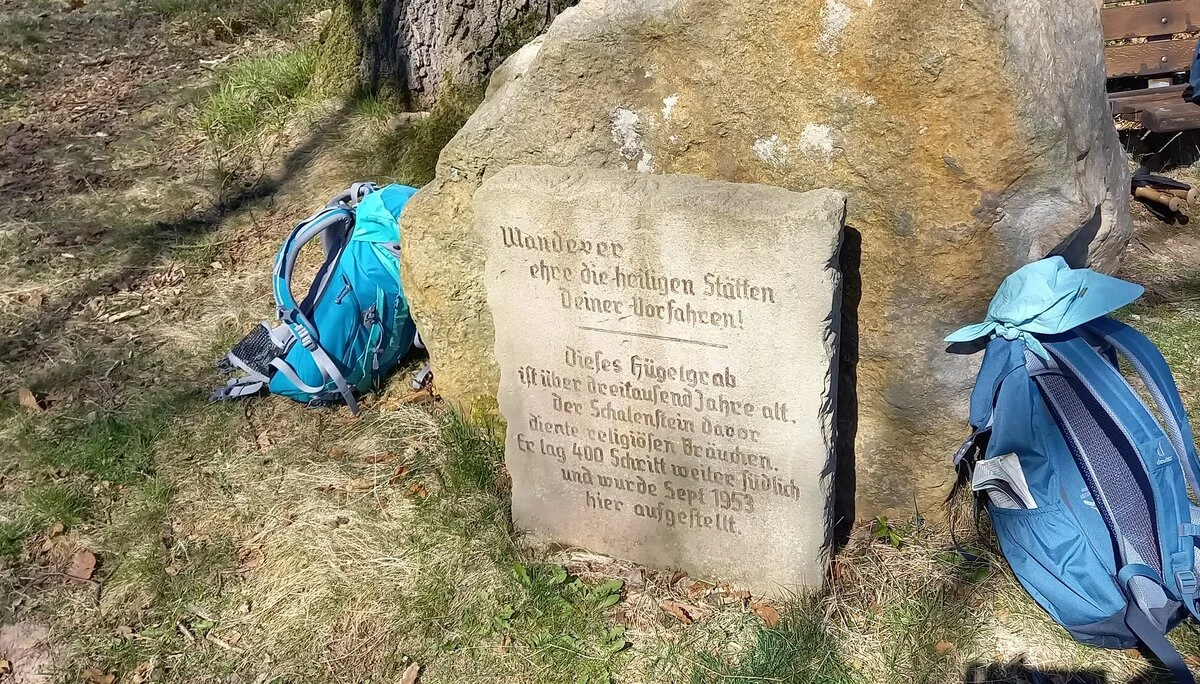 Wanderer
ehre die heiligen Stätten
Deiner Vorfahren!
Dieses Hügelgrab
ist über dreitausend Jahre alt.
Der Schalenstein davor
diente religiösen Bräuchen.
Er lag 400 Schritt weiter südlich
und wurde Sept 1953
hier aufgestellt.
deuter